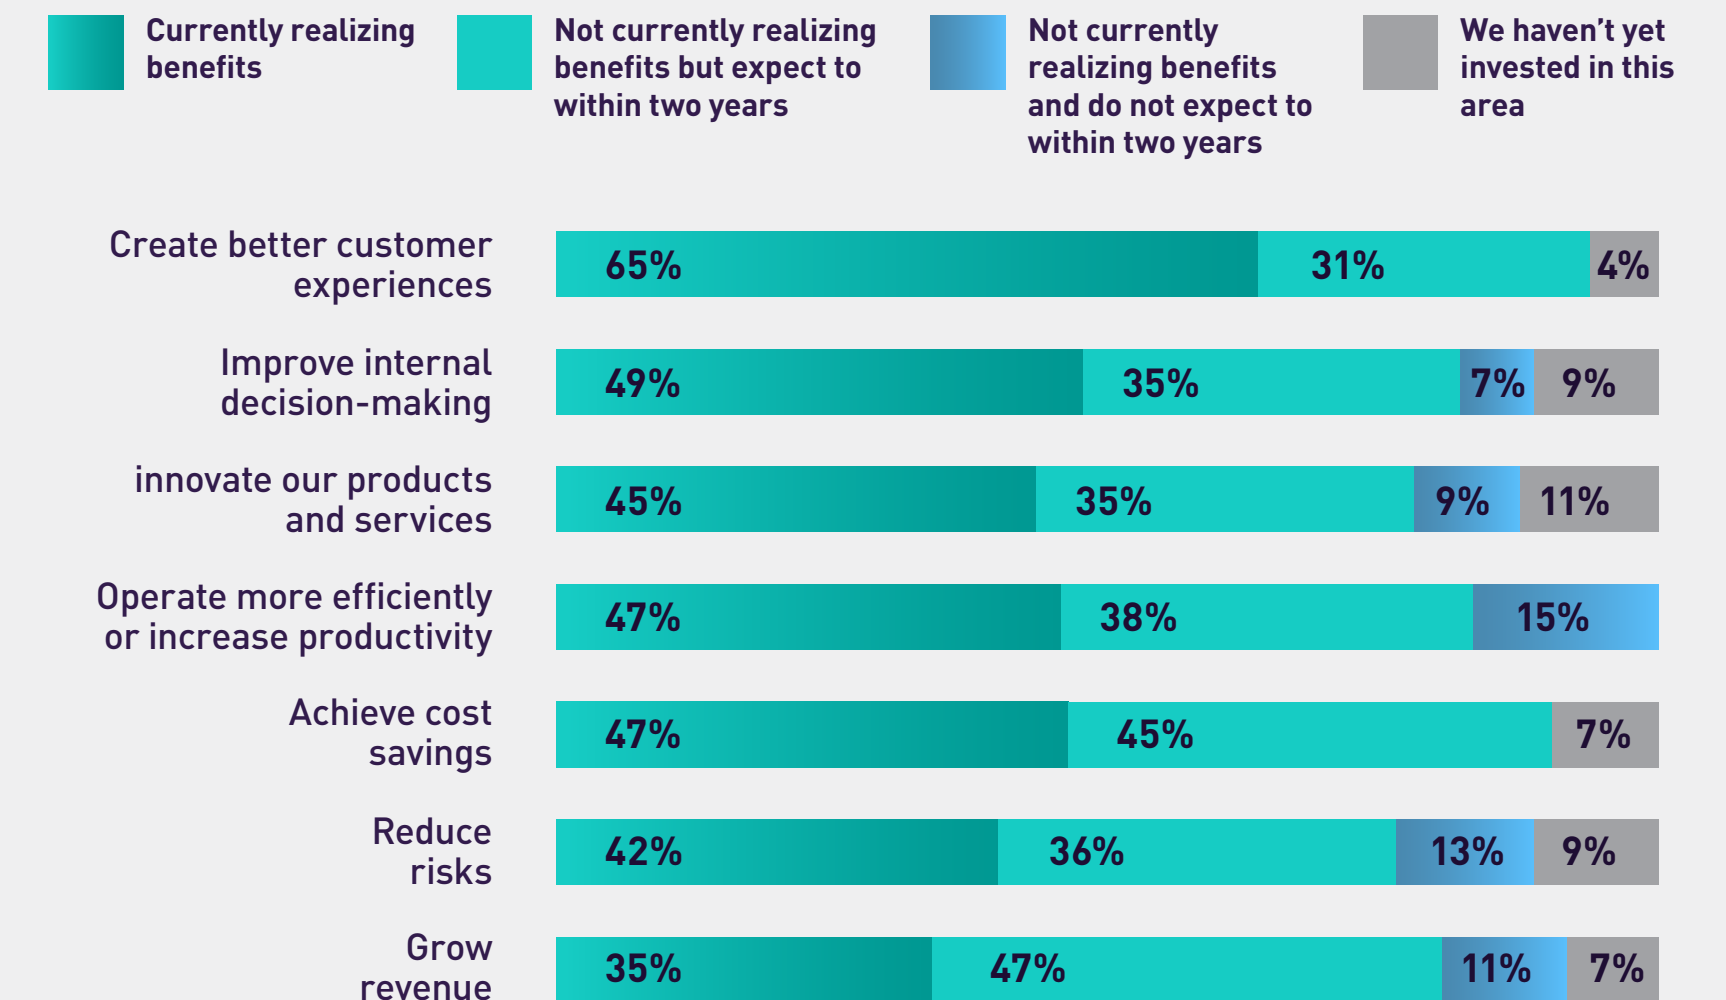 Currently realizing
benefits
Not currently realizing
benefits but expect to
within two years
Not currently
realizing benefits
and do not expect to
within two years
We haven't yet
invested in this
area
Create better customer
experiences
65% 31% 4%
Improve internal
decision-making
49% 35% 7% 9%
innovate our products
and services
45% 35% 9% 11%
Operate more efficiently
or increase productivity
47% 38% 15%
Achieve cost
savings
47% 45% 7%
Reduce
risks
42% 36% 13% 9%
Grow
revenue
35% 47% 11% 7%